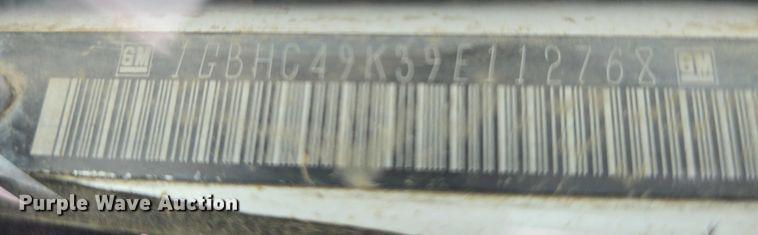 GM 1GBHC49K39E112768 GM
Purple Wave Auction